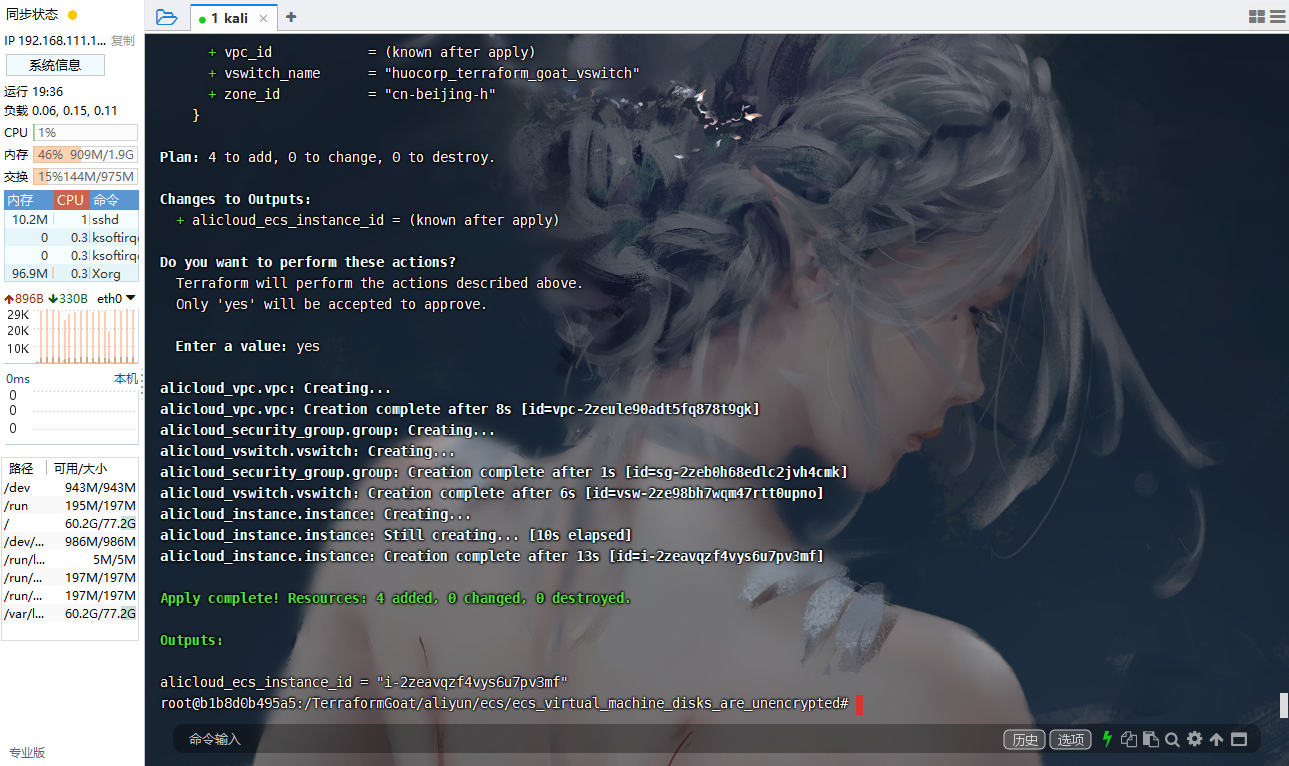 同步状态
IP 192.168.111.1... 复制
系统信息
运行 19:36
负载 0.06, 0.15, 0.11
CPU 1%
内存 46% 909M/1.9G
交换 15% 144M/975M
内存 CPU 命令
10.2M 1 sshd
0 0.3 ksoftirq
0 0.3 ksoftirq
96.9M 0.3 Xorg
896B 330B eth0
29K
20K
10K
0ms 本机
0
0
0
路径 可用/大小
/dev 943M/943M
/run 195M/197M
/ 60.2G/77.2G
/dev/... 986M/986M
/run/l... 5M/5M
/run/... 197M/197M
/run/... 197M/197M
/var/l... 60.2G/77.2G
专业版
1 kali
+ vpc_id = (known after apply)
+ vswitch_name = "huocorp_terraform_goat_vswitch"
+ zone_id = "cn-beijing-h"
}
Plan: 4 to add, 0 to change, 0 to destroy.
Changes to Outputs:
+ alicloud_ecs_instance_id = (known after apply)
Do you want to perform these actions?
Terraform will perform the actions described above.
Only 'yes' will be accepted to approve.
Enter a value: yes
alicloud_vpc.vpc: Creating...
alicloud_vpc.vpc: Creation complete after 8s [id=vpc-2zeule90adt5fq878t9gk]
alicloud_security_group.group: Creating...
alicloud_vswitch.vswitch: Creating...
alicloud_security_group.group: Creation complete after 1s [id=sg-2zeb0h68edlc2jvh4cmk]
alicloud_vswitch.vswitch: Creation complete after 6s [id=vsw-2ze98bh7wqm47rtt0upno]
alicloud_instance.instance: Creating...
alicloud_instance.instance: Still creating... [10s elapsed]
alicloud_instance.instance: Creation complete after 13s [id=i-2zeavqzf4vys6u7pv3mf]
Apply complete! Resources: 4 added, 0 changed, 0 destroyed.
Outputs:
alicloud_ecs_instance_id = "i-2zeavqzf4vys6u7pv3mf"
root@b1b8d0b495a5:/TerraformGoat/aliyun/ecs/ecs_virtual_machine_disks_are_unencrypted#
命令输入
历史 选项